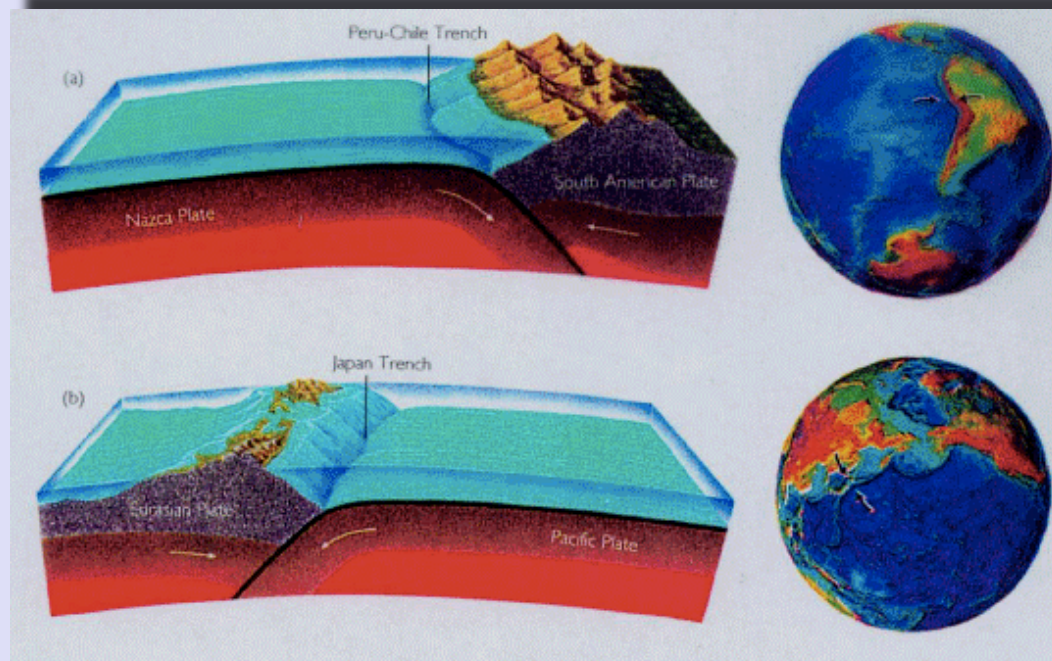 Peru-Chile Trench
(a)
South American Plate
Nazca Plate
Japan Trench
(b)
Eurasian Plate
Pacific Plate